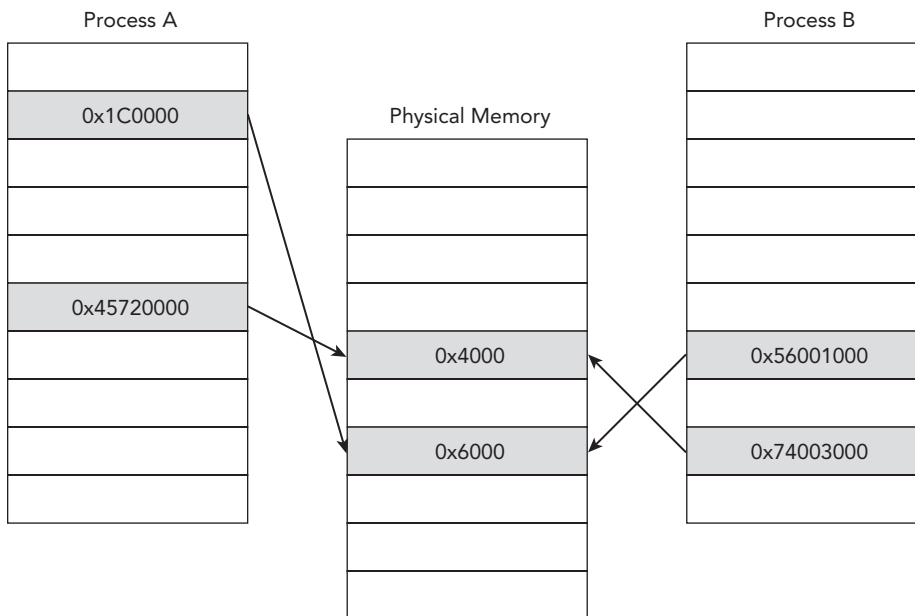 Process A
0x1C0000
0x45720000
Physical Memory
0x4000
0x6000
Process B
0x56001000
0x74003000